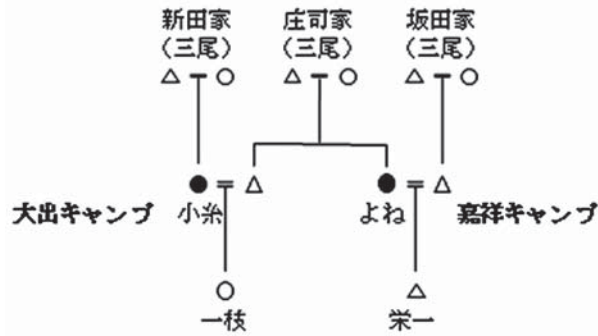 新田家 庄司家 坂田家
（三尾） （三尾） （三尾）
大出キャンプ 小糸 よね 嘉祥キャンプ
一枝 栄一